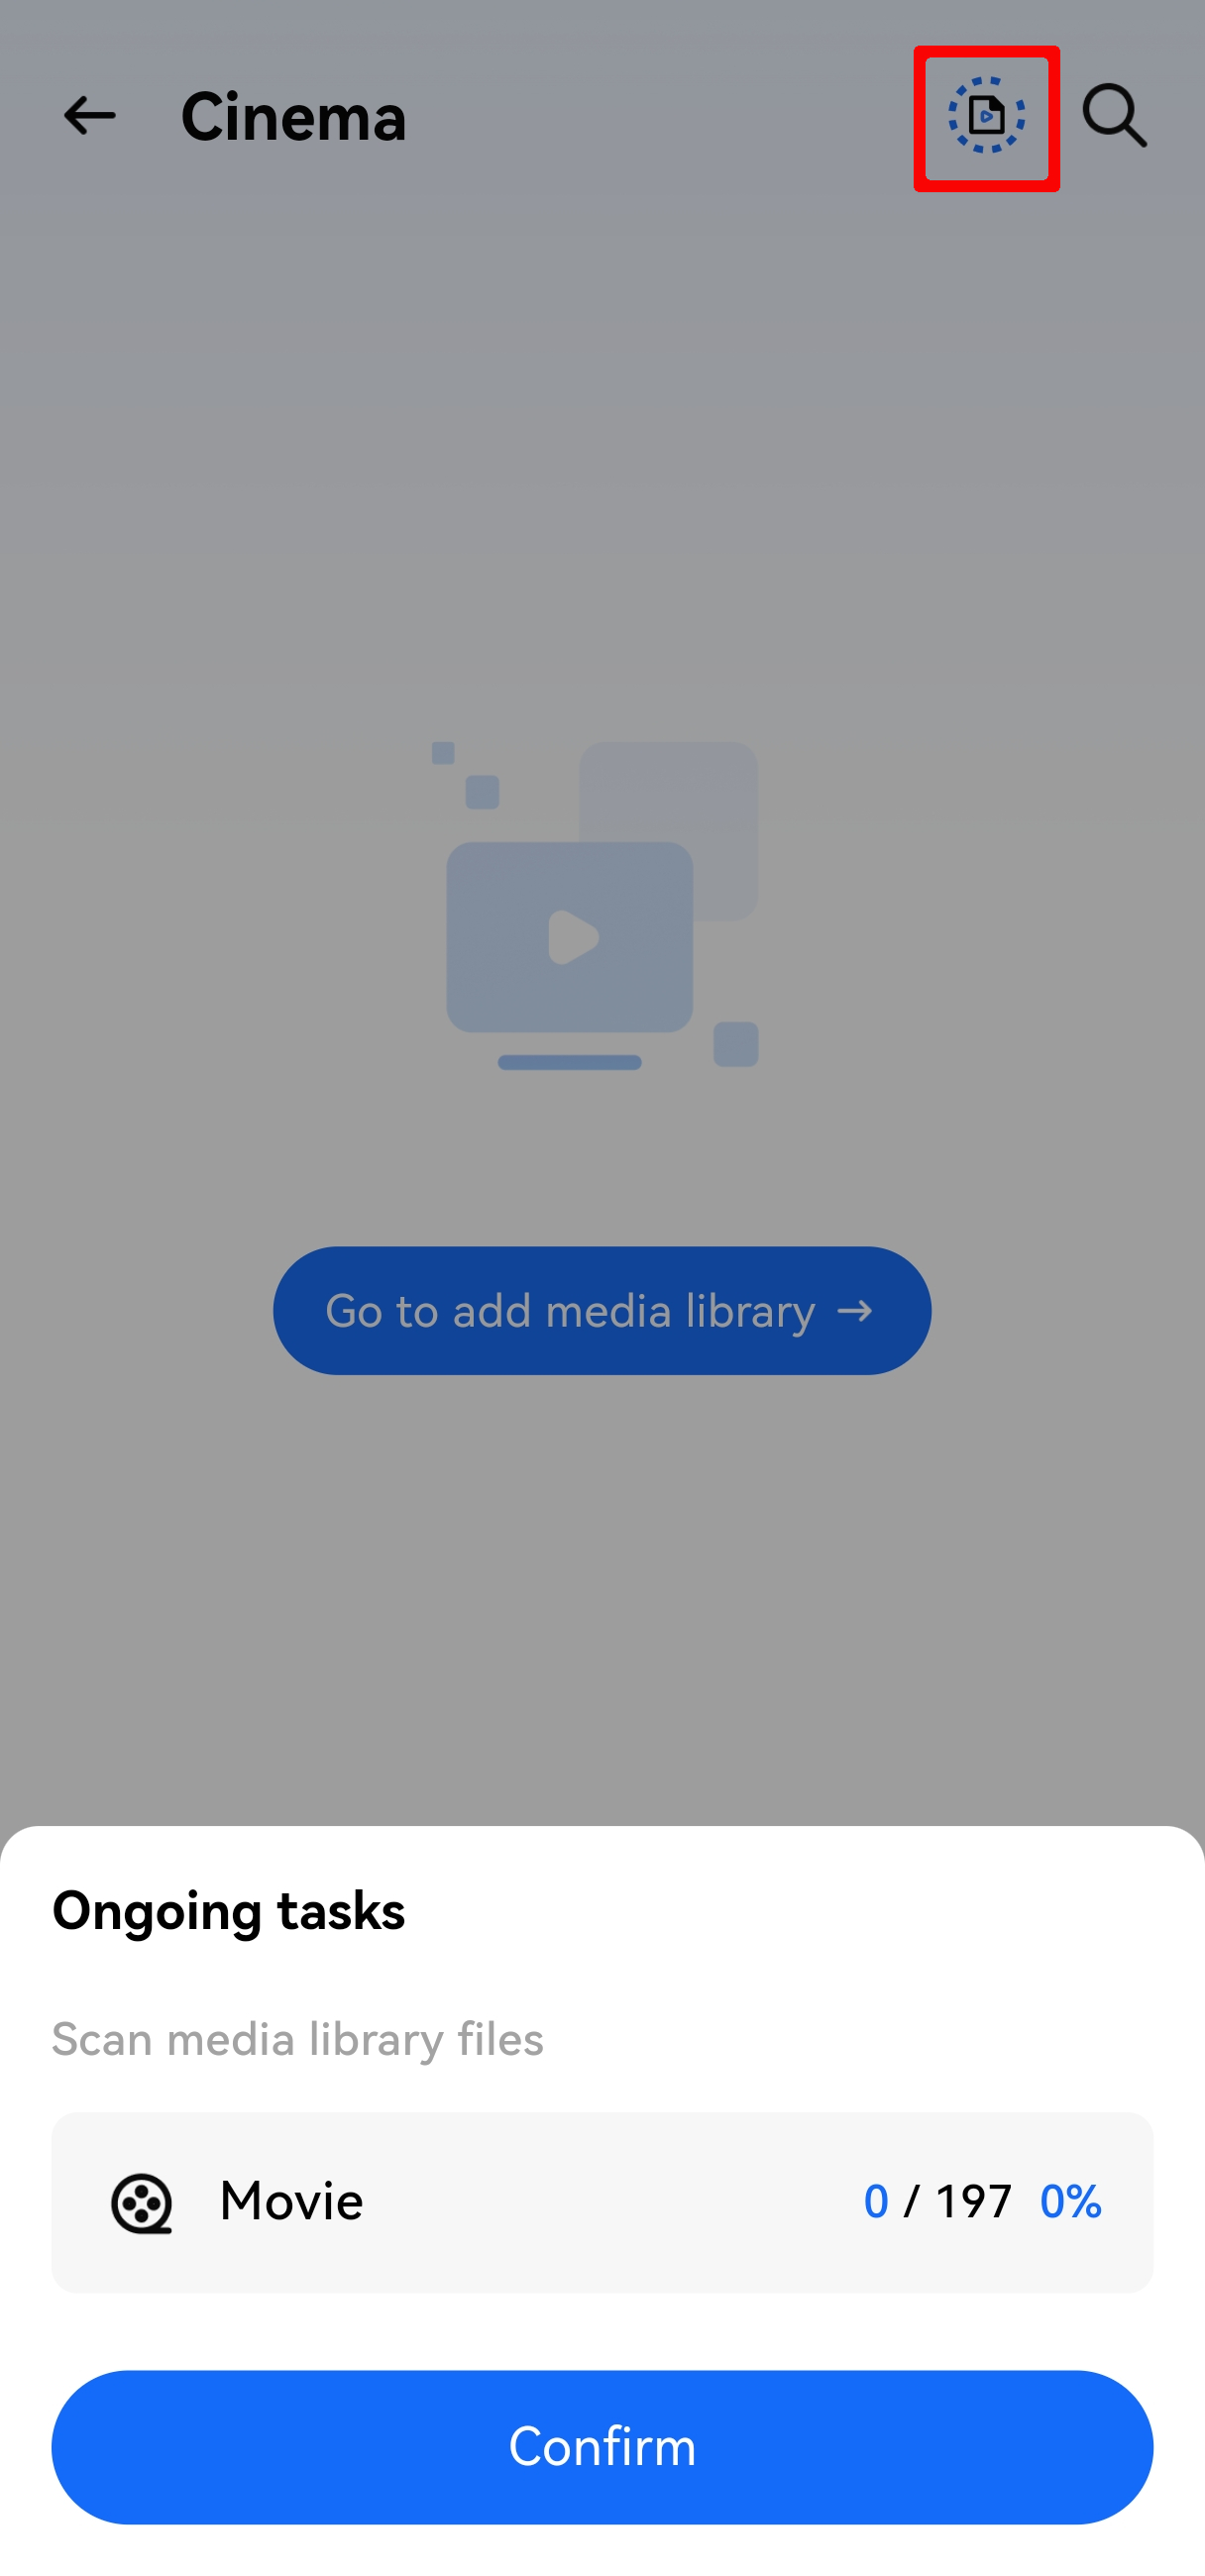 Cinema
Go to add media library →
Ongoing tasks
Scan media library files
Movie 0 / 197 0%
Confirm